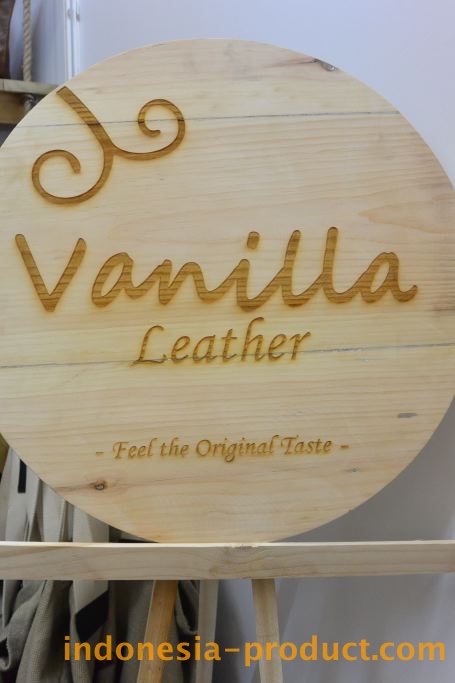 Vanilla
Leather
- Feel the Original Taste -
indonesia-product.com